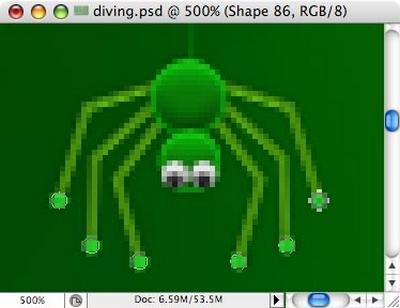 diving.psd @ 500% (Shape 86, RGB/8)
500%
Doc: 6.59M/53.5M